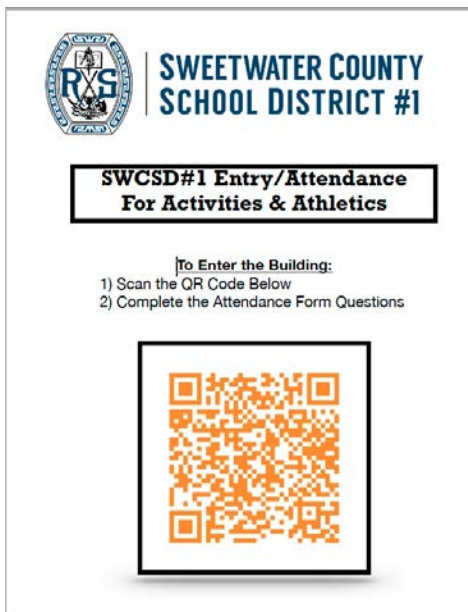 RS
SWEETWATER COUNTY
SCHOOL DISTRICT #1
SWCSD#1 Entry/Attendance
For Activities & Athletics
To Enter the Building:
1) Scan the QR Code Below
2) Complete the Attendance Form Questions